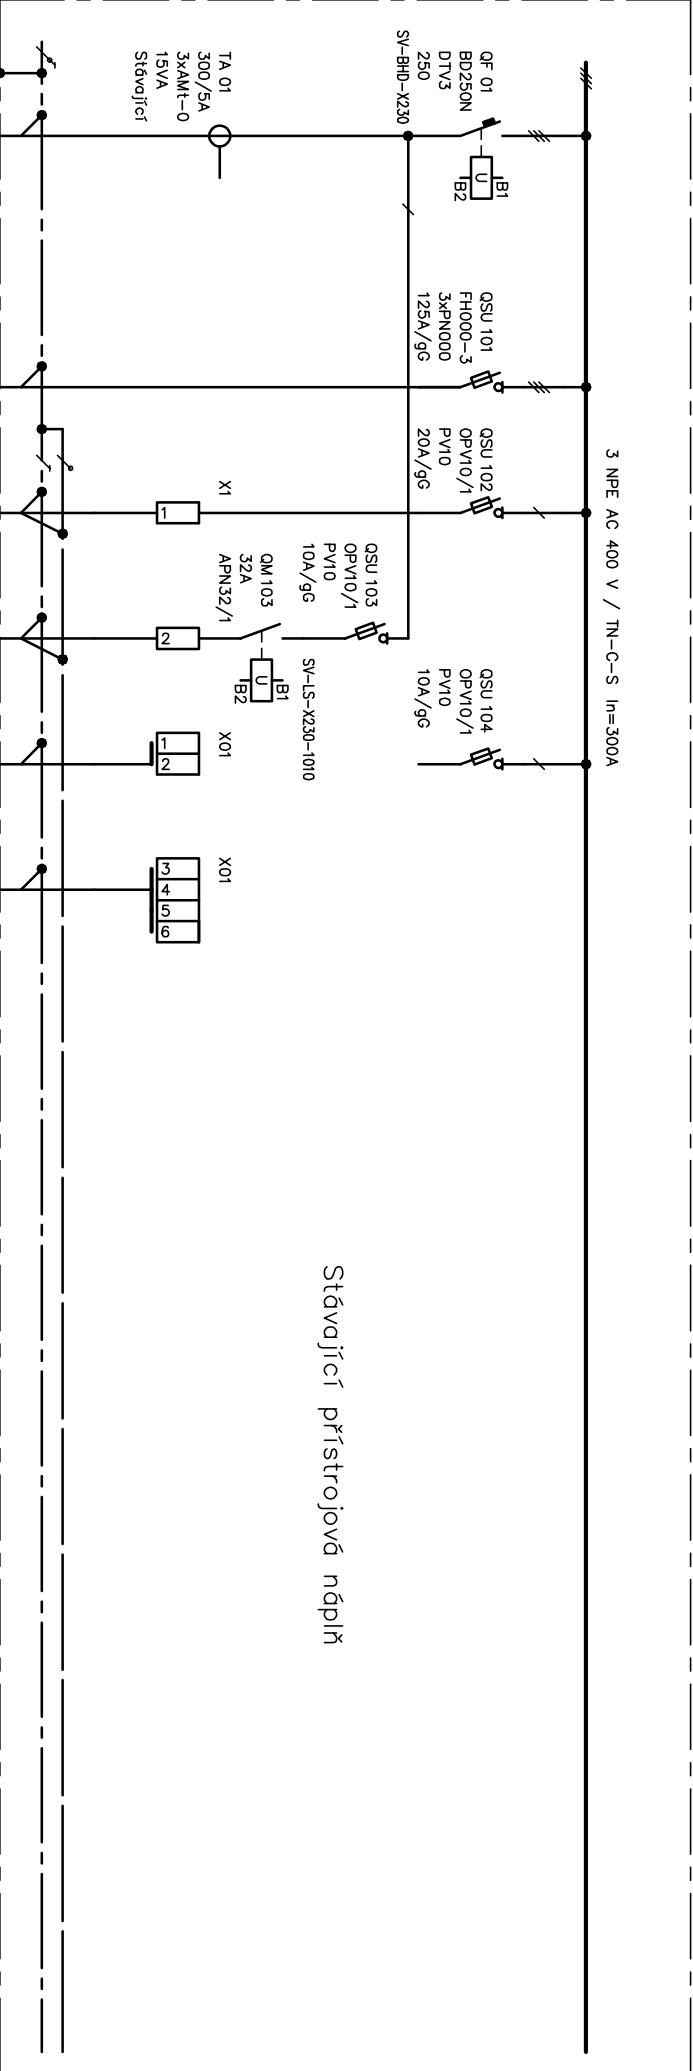 3 NPE AC 400 V / TN-C-S In=300A
QF 01
BD250N
DTV3
250
SV-BHD-X230
U
B1
B2
TA 01
300/5A
3xAMt-0
15VA
Stávající
QSU 101
FH000-3
3xPN000
125A/gG
QSU 102
OPV10/1
PV10
20A/gG
X1
1
QSU 103
OPV10/1
PV10
10A/gG
QM 103
32A
APN32/1
SV-LS-X230-1010
U
B1
B2
2
QSU 104
OPV10/1
PV10
10A/gG
X01
1
2
X01
3
4
5
6
Stávající přístrojová náplň